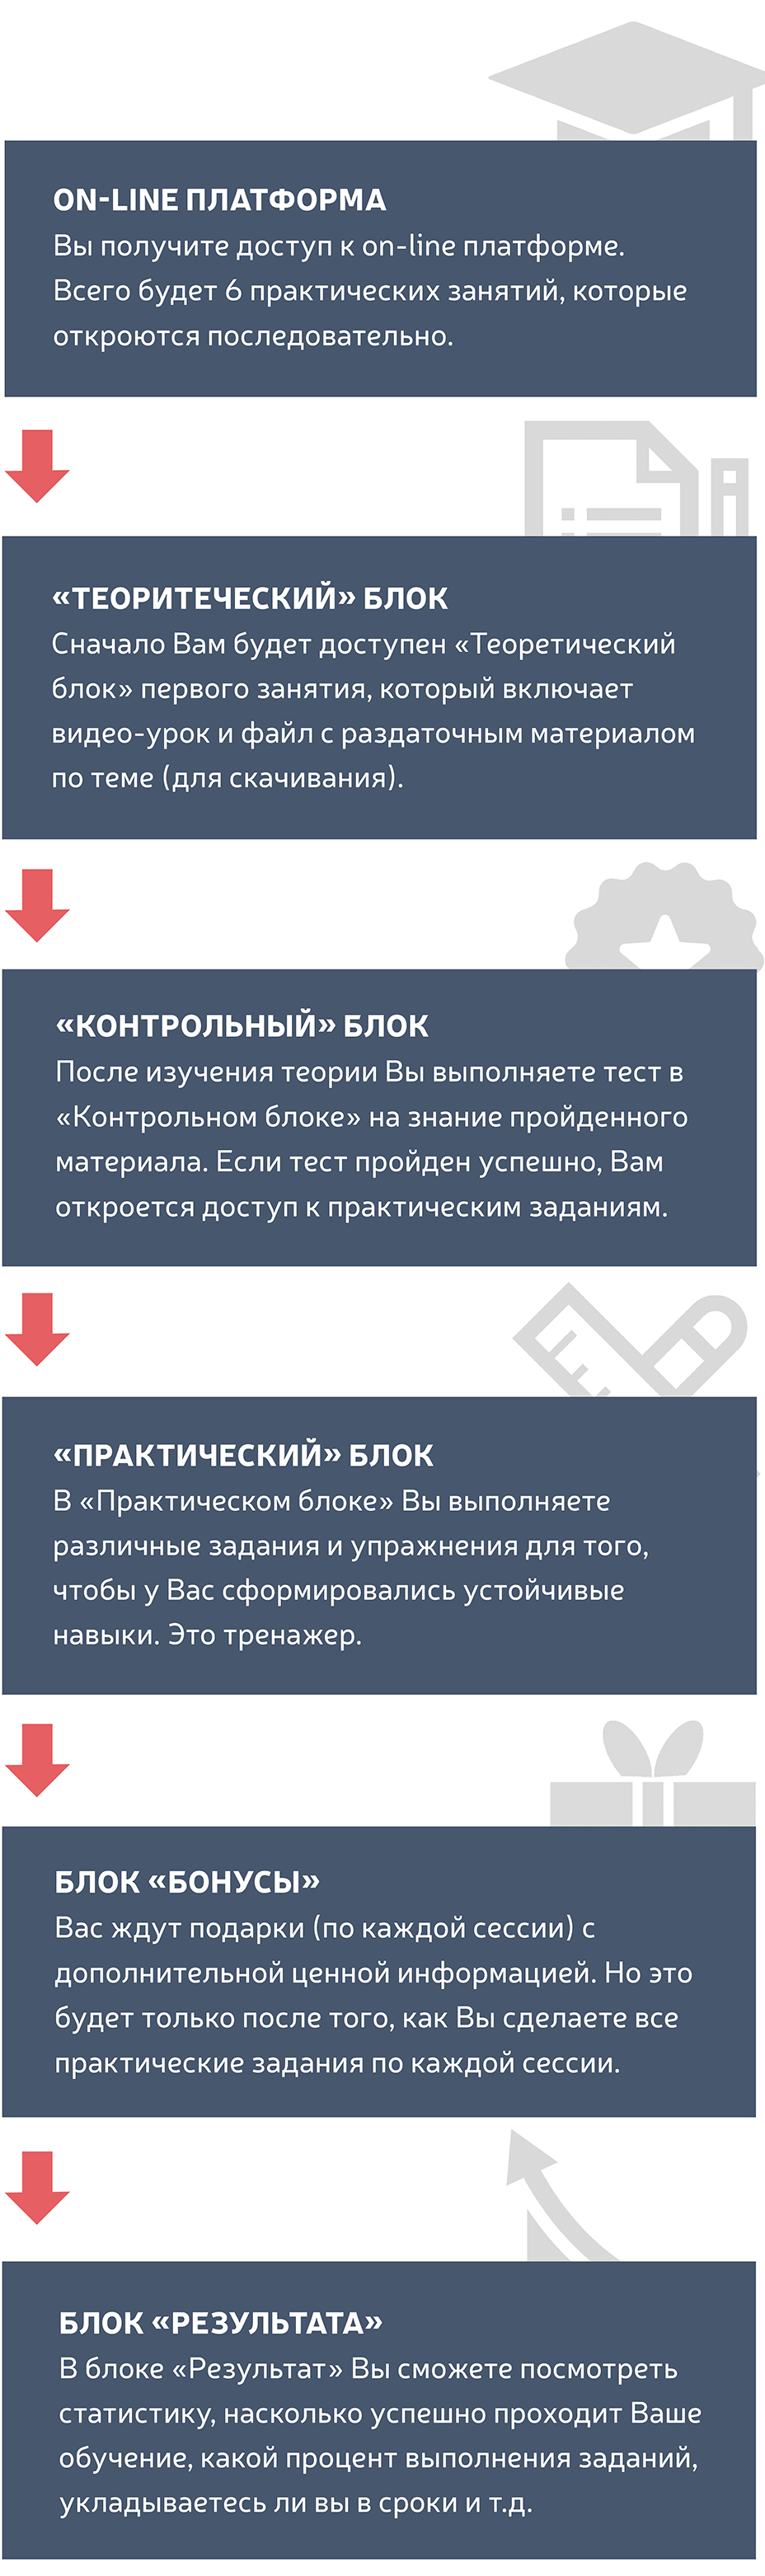 ON-LINE ПЛАТФОРМА
Вы получите доступ к on-line платформе.
Всего будет 6 практических занятий, которые
откроются последовательно.
«ТЕОРИТЕЧЕСКИЙ» БЛОК
Сначало Вам будет доступен «Теоретический
блок» первого занятия, который включает
видео-урок и файл с раздаточным материалом
по теме (для скачивания).
«КОНТРОЛЬНЫЙ» БЛОК
После изучения теории Вы выполняете тест в
«Контрольном блоке» на знание пройденного
материала. Если тест пройден успешно, Вам
откроется доступ к практическим заданиям.
«ПРАКТИЧЕСКИЙ» БЛОК
В «Практическом блоке» Вы выполняете
различные задания и упражнения для того,
чтобы у Вас сформировались устойчивые
навыки. Это тренажер.
БЛОК «БОНУСЫ»
Вас ждут подарки (по каждой сессии) с
дополнительной ценной информацией. Но это
будет только после того, как Вы сделаете все
практические задания по каждой сессии.
БЛОК «РЕЗУЛЬТАТА»
В блоке «Результат» Вы сможете посмотреть
статистику, насколько успешно проходит Ваше
обучение, какой процент выполнения заданий,
укладываетесь ли вы в сроки и т.д.